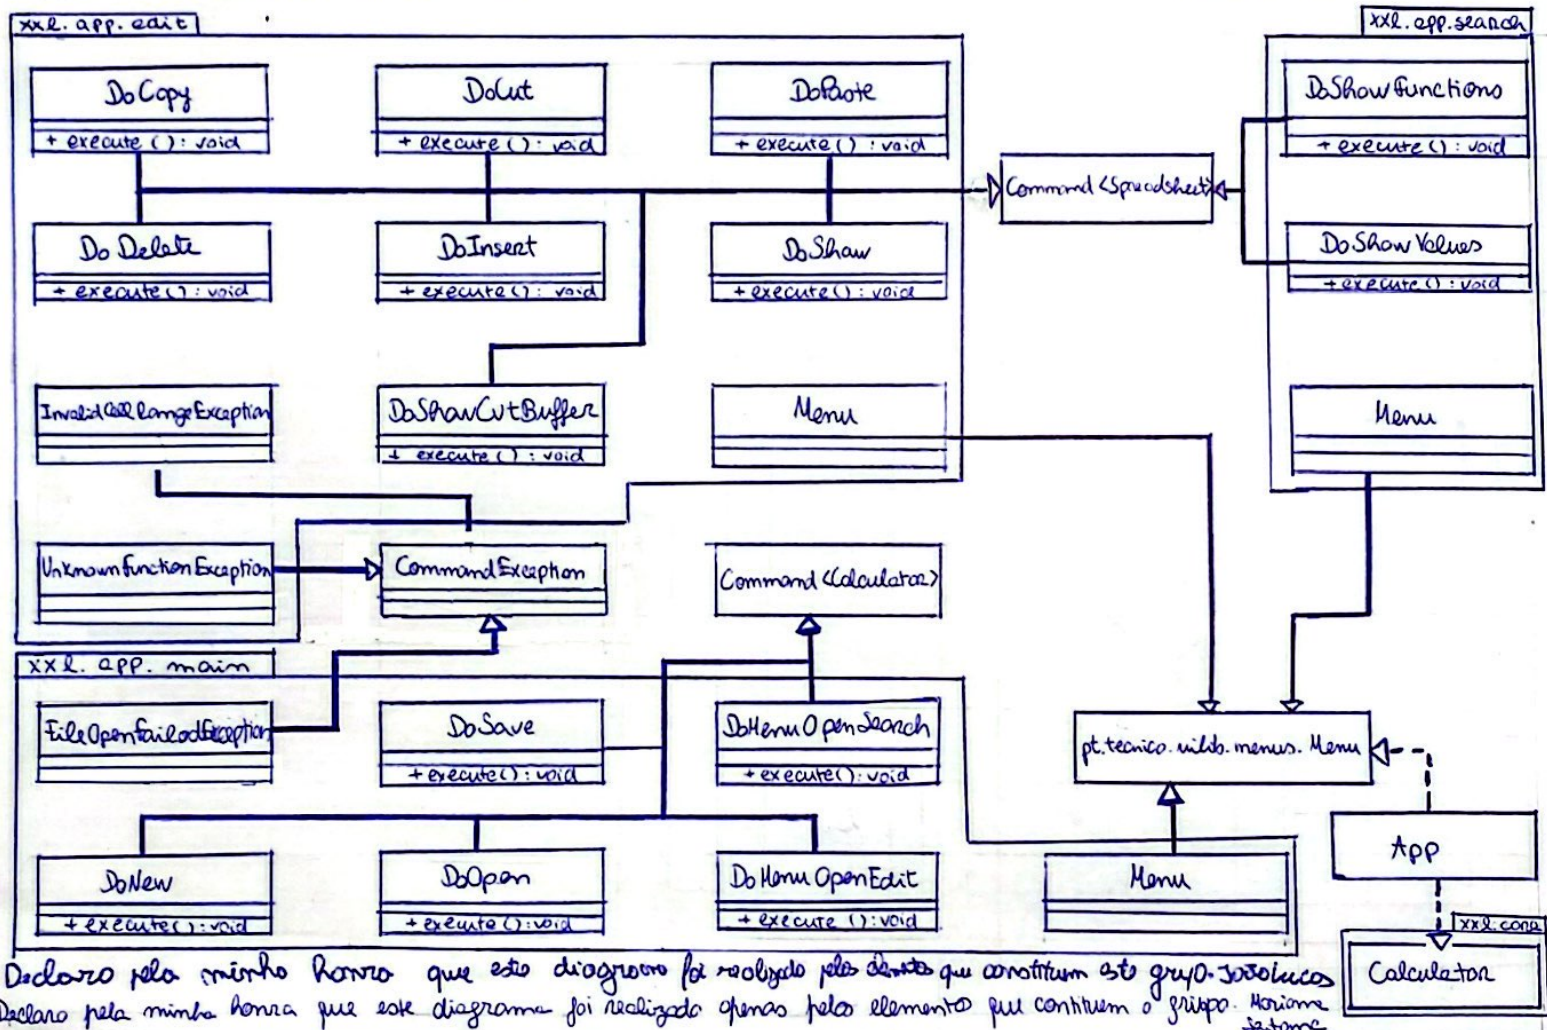 xxl.app.edit
xxl.app.search
DoCopy
+ execute(): void
DoCut
+ execute(): void
DoPaste
+ execute(): void
DoShowFunctions
+ execute(): void
Command<Spreadsheet>
DoDelete
+ execute(): void
DoInsert
+ execute(): void
DoShow
+ execute(): void
DoShowValues
+ execute(): void
InvalidCellRangeException
DoShowCutBuffer
+ execute(): void
Menu
Menu
UnknownFunctionException
CommandException
Command<Calculator>
xxl.app.main
FileOpenFailedException
DoSave
+ execute(): void
DoMenuOpenSearch
+ execute(): void
pt.tecnico.uilib.menus.Menu
App
DoNew
+ execute(): void
DoOpen
+ execute(): void
DoMenuOpenEdit
+ execute(): void
Menu
xxl.core
Calculator
Declaro pela minha honra que este diagrama foi realizado pelos que constituem este grupo. João Lucas
Declaro pela minha honra que este diagrama foi realizado apenas pelos elementos que contituem o grupo. Mariana